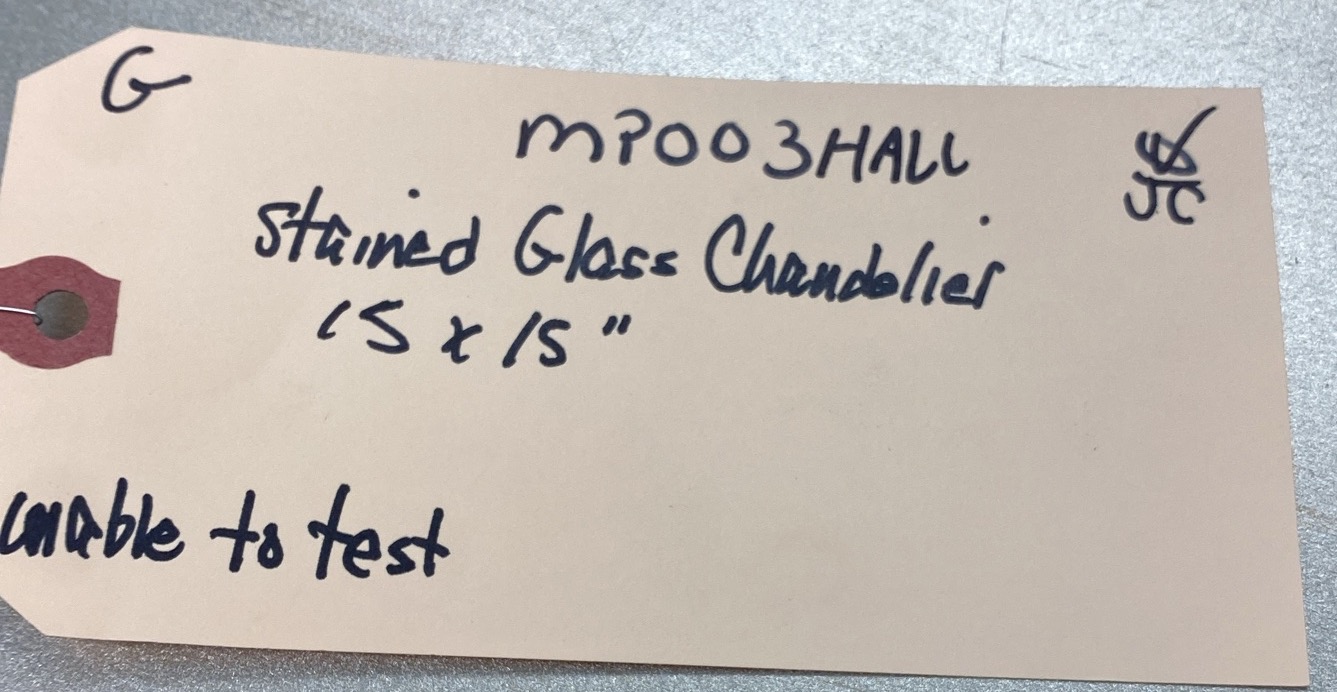 G
MP003HALL
JC
Stained Glass Chandelier
15 x 15"
unable to test